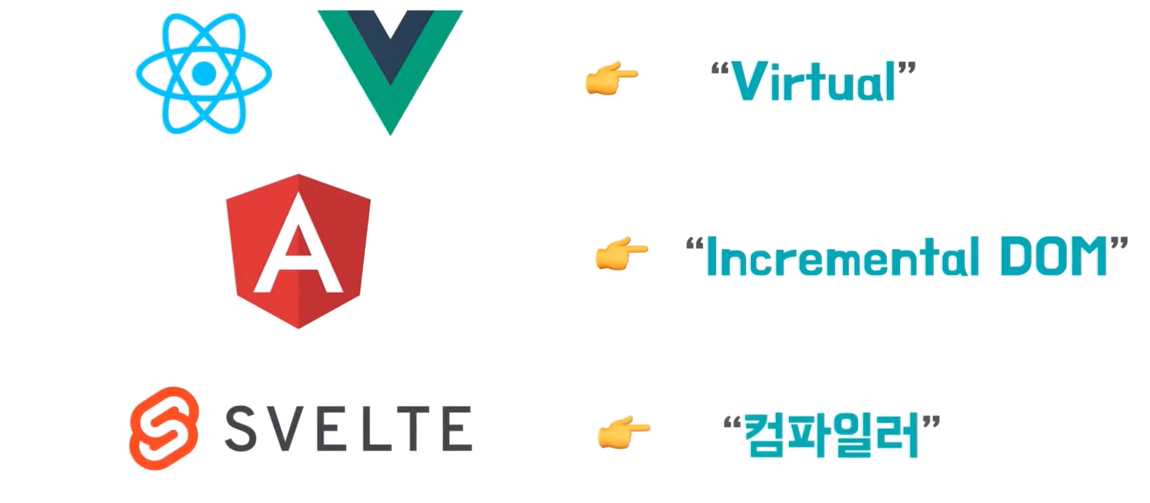 “Virtual”
A
“Incremental DOM”
SVELTE
“컴파일러”